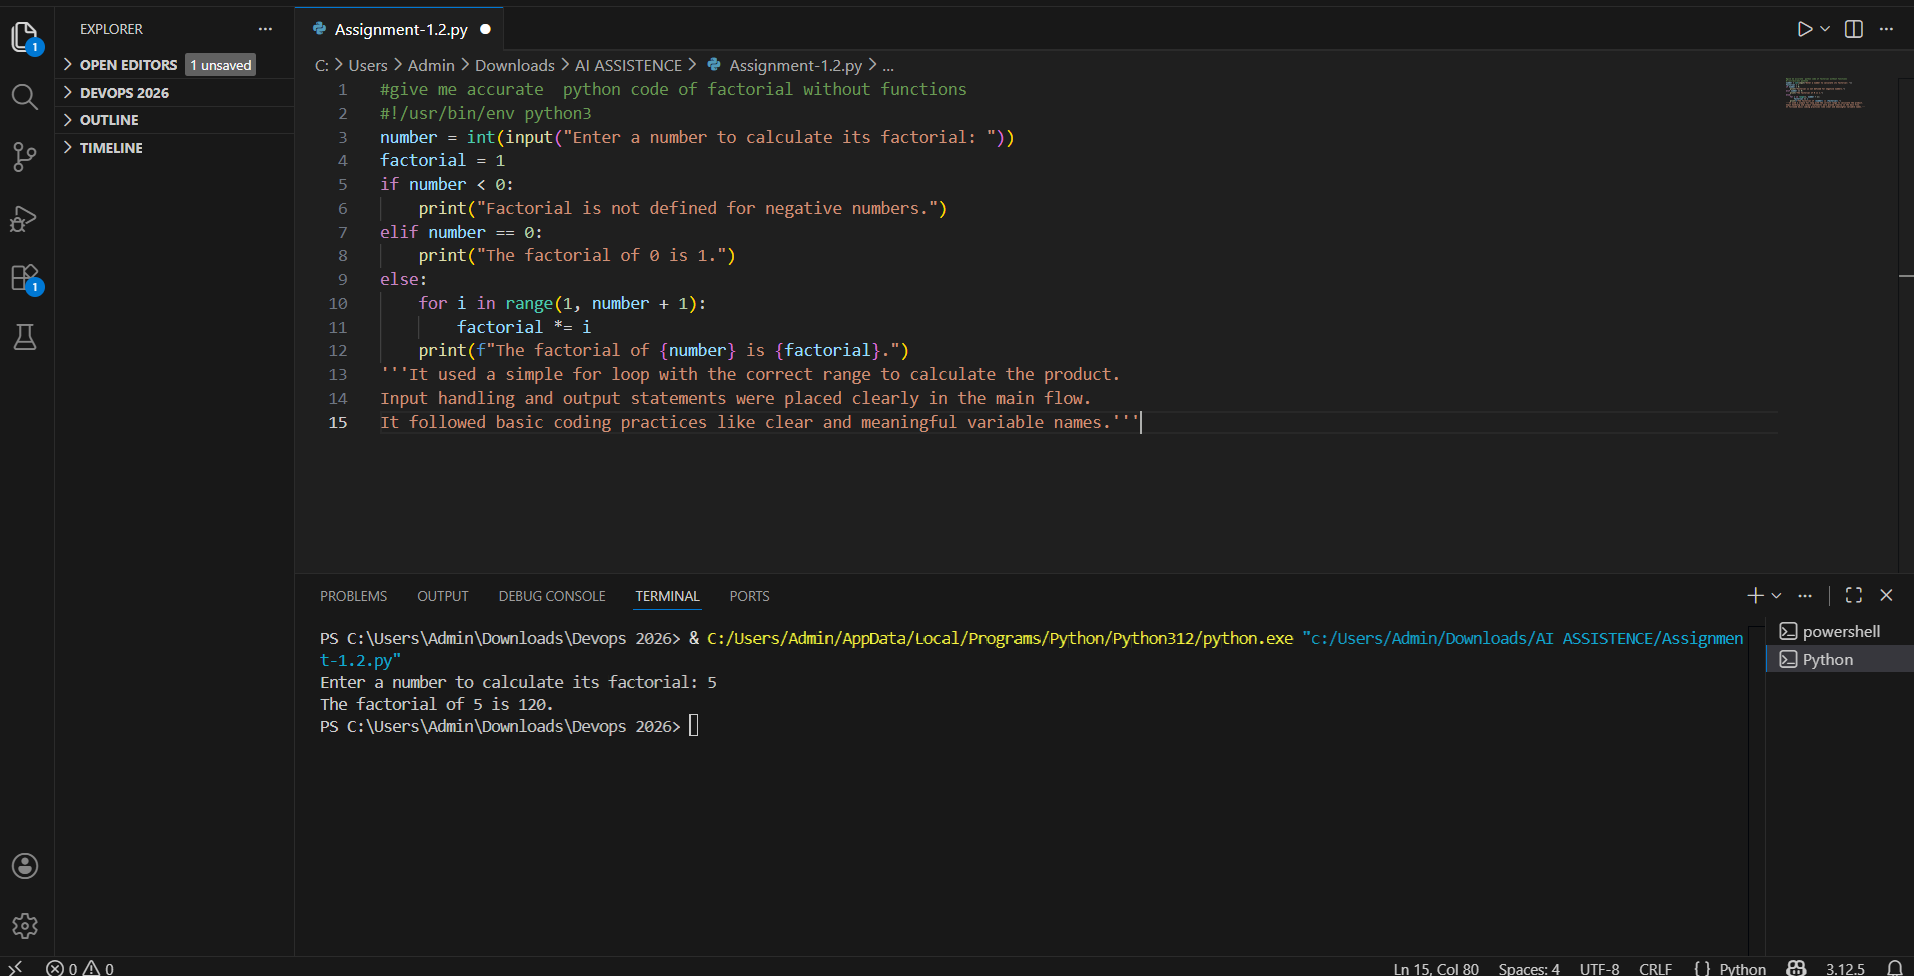 EXPLORER
OPEN EDITORS 1 unsaved
DEVOPS 2026
OUTLINE
TIMELINE
1
1
Assignment-1.2.py
C: > Users > Admin > Downloads > AI ASSISTENCE > Assignment-1.2.py > ...
1 #give me accurate  python code of factorial without functions
2 #!/usr/bin/env python3
3 number = int(input("Enter a number to calculate its factorial: "))
4 factorial = 1
5 if number < 0:
6     print("Factorial is not defined for negative numbers.")
7 elif number == 0:
8     print("The factorial of 0 is 1.")
9 else:
10     for i in range(1, number + 1):
11         factorial *= i
12     print(f"The factorial of {number} is {factorial}.")
13 '''It used a simple for loop with the correct range to calculate the product.
14 Input handling and output statements were placed clearly in the main flow.
15 It followed basic coding practices like clear and meaningful variable names.'''
PROBLEMS OUTPUT DEBUG CONSOLE TERMINAL PORTS
PS C:\Users\Admin\Downloads\Devops 2026> & C:/Users/Admin/AppData/Local/Programs/Python/Python312/python.exe "c:/Users/Admin/Downloads/AI ASSISTENCE/Assignmen
t-1.2.py"
Enter a number to calculate its factorial: 5
The factorial of 5 is 120.
PS C:\Users\Admin\Downloads\Devops 2026>
powershell
Python
0 0
Ln 15, Col 80 Spaces: 4 UTF-8 CRLF { } Python 3.12.5